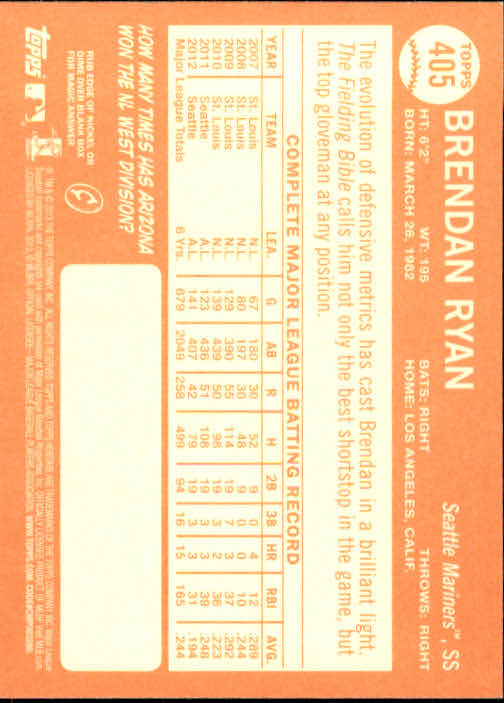 TOPPS
405
BRENDAN RYAN
Seattle Mariners™, SS
HT: 6'2" WT: 195 BATS: RIGHT THROWS: RIGHT
BORN: MARCH 26, 1982 HOME: LOS ANGELES, CALIF.
The evolution of defensive metrics has cast Brendan in a brilliant light.
The Fielding Bible calls him not only the best shortstop in the game, but
the top gloveman at any position.
COMPLETE MAJOR LEAGUE BATTING RECORD
YEAR TEAM LEA. G AB R H 2B 3B HR RBI AVG.
2007 St. Louis N.L. 67 180 30 52 9 0 4 12 .289
2008 St. Louis N.L. 80 197 30 48 9 0 0 10 .244
2009 St. Louis N.L. 129 390 55 114 19 7 3 37 .292
2010 St. Louis N.L. 139 439 50 98 19 3 2 36 .223
2011 Seattle A.L. 123 436 51 108 19 3 3 39 .248
2012 Seattle A.L. 141 407 42 79 19 3 3 31 .194
Major League Totals 6 Yrs. 679 2049 258 499 94 16 15 165 .244
HOW MANY TIMES HAS ARIZONA
WON THE NL WEST DIVISION?
RUB EDGE OF NICKEL OR
DIME OVER BLANK BOX
FOR MAGIC ANSWER
TOPPS